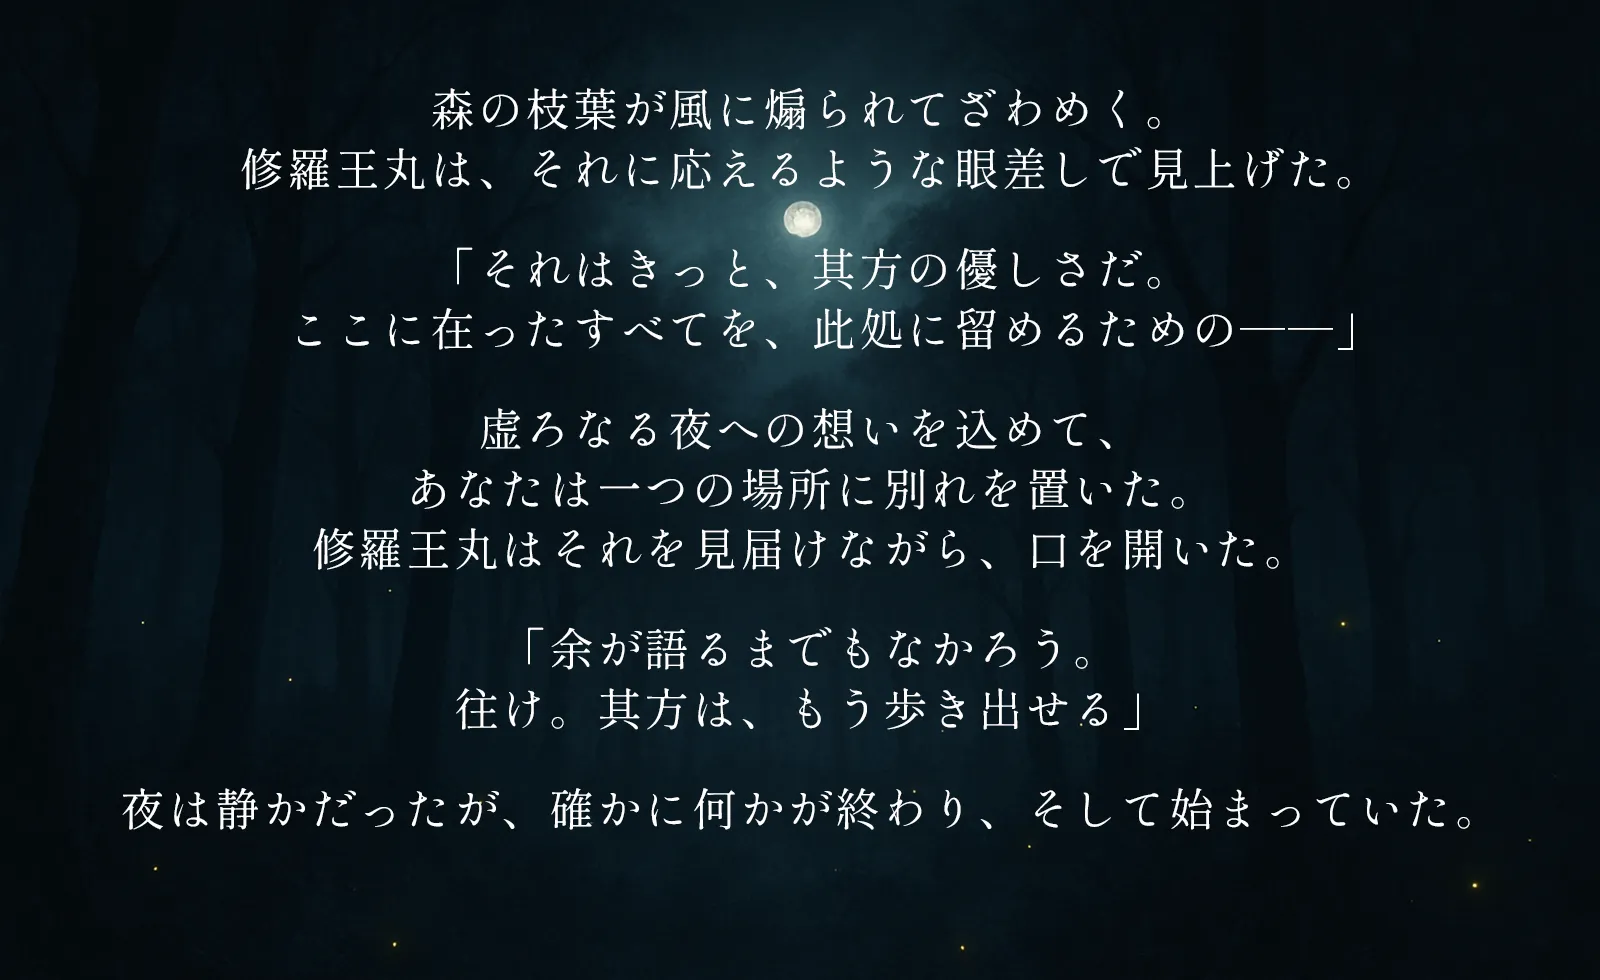 森の枝葉が風に煽られてざわめく。
修羅王丸は、それに応えるような眼差しで見上げた。
「それはきっと、其方の優しさだ。
ここに在ったすべてを、此処に留めるための──」
虚ろなる夜への想いを込めて、
あなたは一つの場所に別れを置いた。
修羅王丸はそれを見届けながら、口を開いた。
「余が語るまでもなかろう。
往け。其方は、もう歩き出せる」
夜は静かだったが、確かに何かが終わり、そして始まっていた。